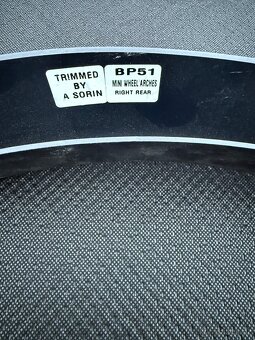 TRIMMED
BY
A SORIN
BP51
MINI WHEEL ARCHES
RIGHT REAR